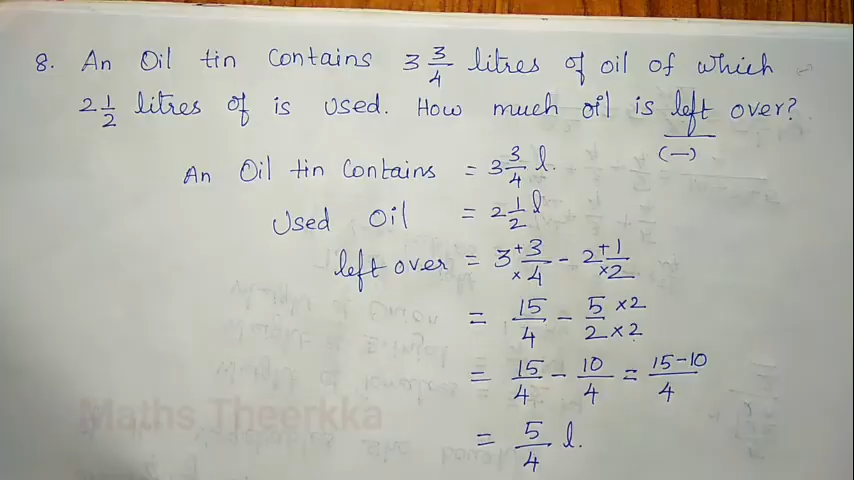 8. An Oil tin Contains 3 3/4 litres of oil of which
2 1/2 litres of is used. How much oil is left over?
(-)
An Oil tin Contains = 3 3/4 l.
Used Oil = 2 1/2 l
left over = 3 + 3 / × 4 - 2 + 1 / × 2
= 15/4 - 5/2 ×2 ×2
= 15/4 - 10/4 = 15-10/4
= 5/4 l.
Maths Theerkka